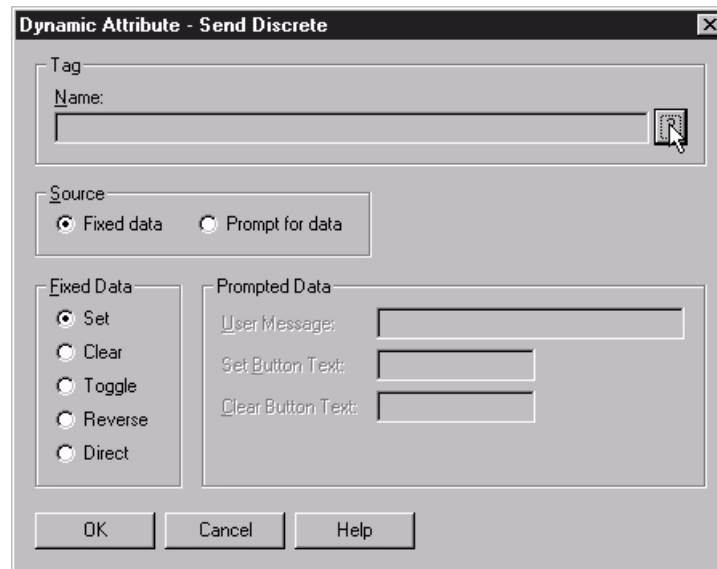 Dynamic Attribute - Send Discrete
Tag
Name:
?
Source
Fixed data Prompt for data
Fixed Data
Set
Clear
Toggle
Reverse
Direct
Prompted Data
User Message:
Set Button Text:
Clear Button Text:
OK Cancel Help